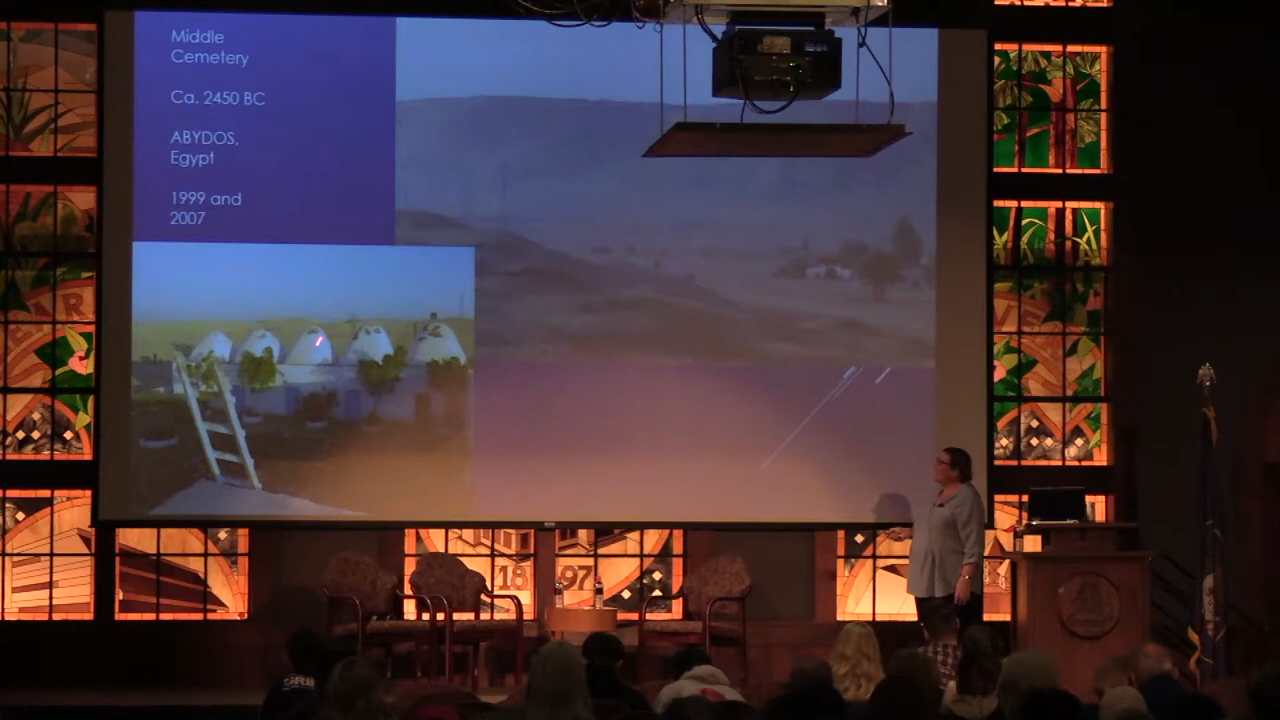 Middle
Cemetery
Ca. 2450 BC
ABYDOS,
Egypt
1999 and
2007
18 97